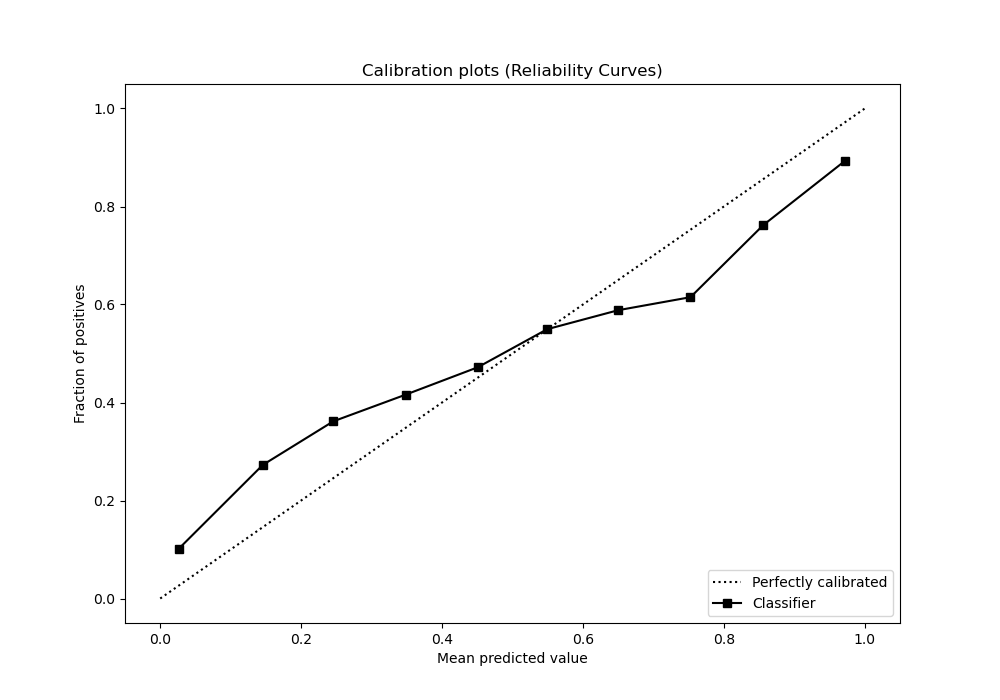 Calibration plots (Reliability Curves)
1.0
0.8
0.6
0.4
0.2
0.0
Fraction of positives
Perfectly calibrated
Classifier
0.0 0.2 0.4 0.6 0.8 1.0
Mean predicted value